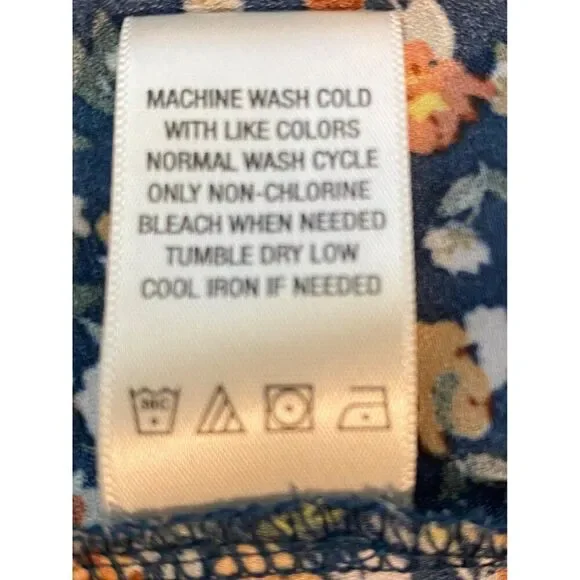 MACHINE WASH COLD
WITH LIKE COLORS
NORMAL WASH CYCLE
ONLY NON-CHLORINE
BLEACH WHEN NEEDED
TUMBLE DRY LOW
COOL IRON IF NEEDED